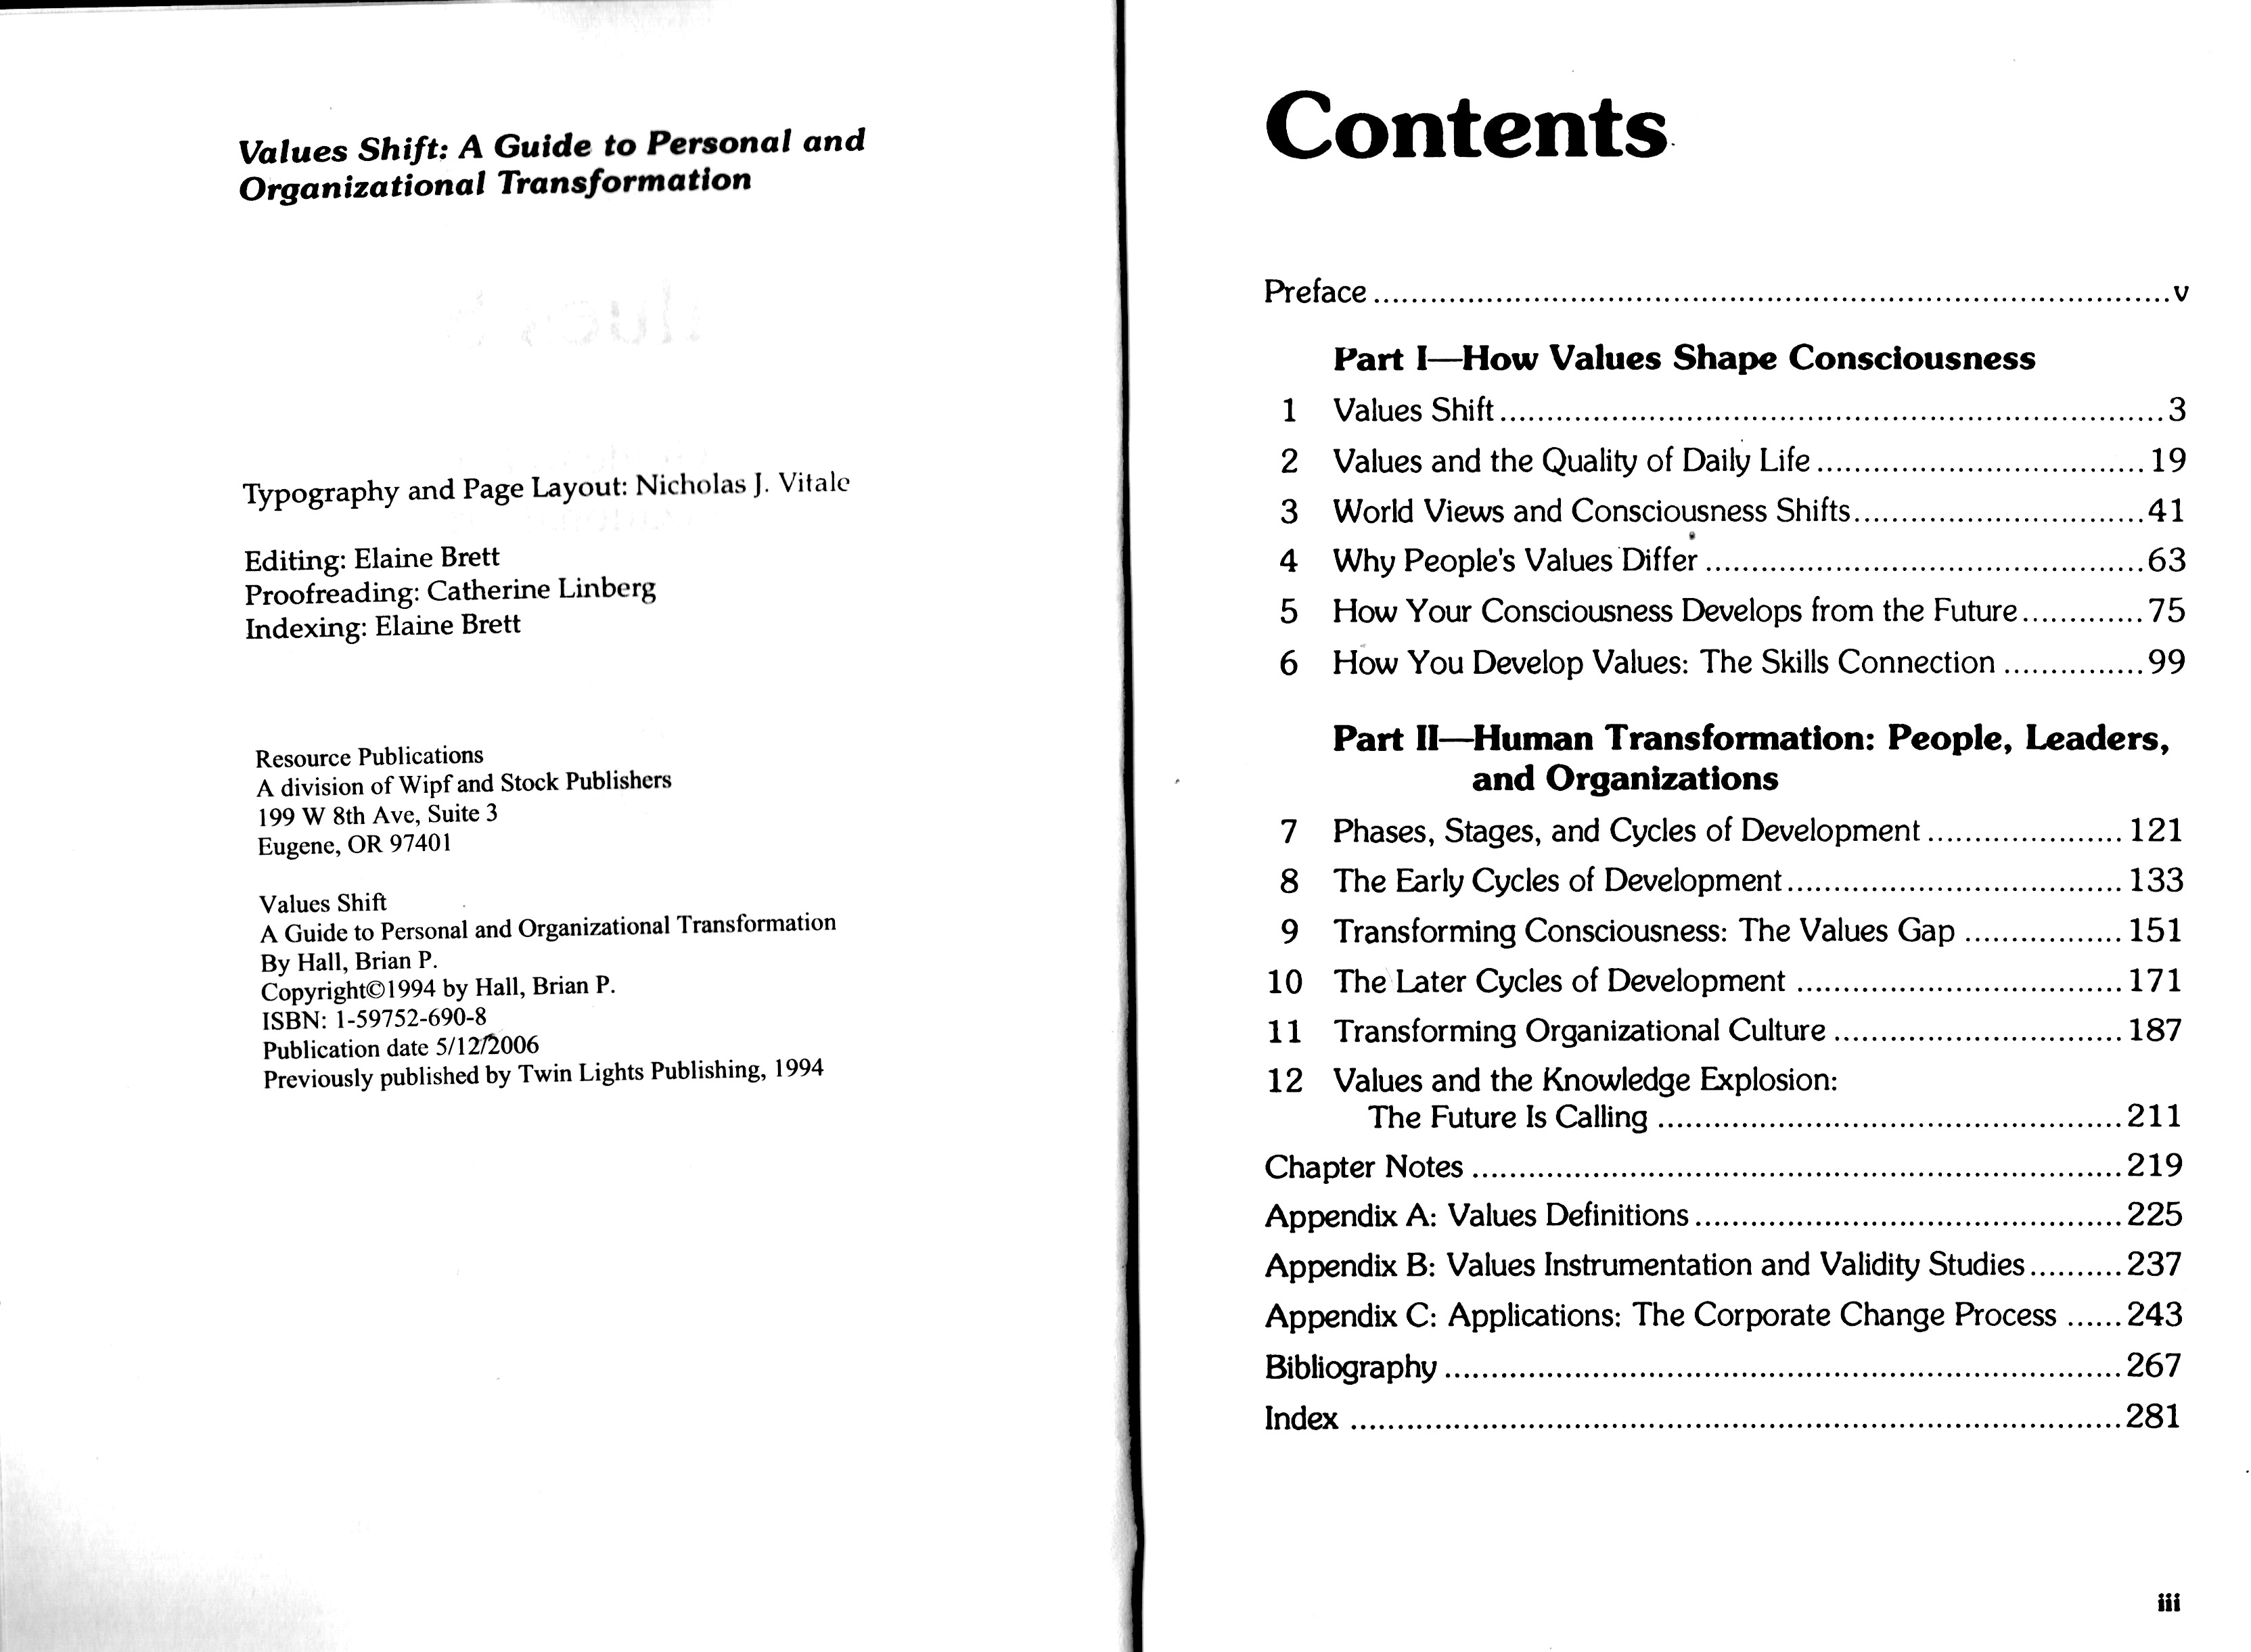 Values Shift: A Guide to Personal and
Organizational Transformation
Typography and Page Layout: Nicholas J. Vitale
Editing: Elaine Brett
Proofreading: Catherine Linberg
Indexing: Elaine Brett
Resource Publications
A division of Wipf and Stock Publishers
199 W 8th Ave, Suite 3
Eugene, OR 97401
Values Shift
A Guide to Personal and Organizational Transformation
By Hall, Brian P.
Copyright©1994 by Hall, Brian P.
ISBN: 1-59752-690-8
Publication date 5/12/2006
Previously published by Twin Lights Publishing, 1994
Contents
Preface ........ v
Part I—How Values Shape Consciousness
1 Values Shift ........ 3
2 Values and the Quality of Daily Life ........ 19
3 World Views and Consciousness Shifts ........ 41
4 Why People's Values Differ ........ 63
5 How Your Consciousness Develops from the Future ........ 75
6 How You Develop Values: The Skills Connection ........ 99
Part II—Human Transformation: People, Leaders,
and Organizations
7 Phases, Stages, and Cycles of Development ........ 121
8 The Early Cycles of Development ........ 133
9 Transforming Consciousness: The Values Gap ........ 151
10 The Later Cycles of Development ........ 171
11 Transforming Organizational Culture ........ 187
12 Values and the Knowledge Explosion:
The Future Is Calling ........ 211
Chapter Notes ........ 219
Appendix A: Values Definitions ........ 225
Appendix B: Values Instrumentation and Validity Studies ........ 237
Appendix C: Applications: The Corporate Change Process ...... 243
Bibliography ........ 267
Index ........ 281
iii